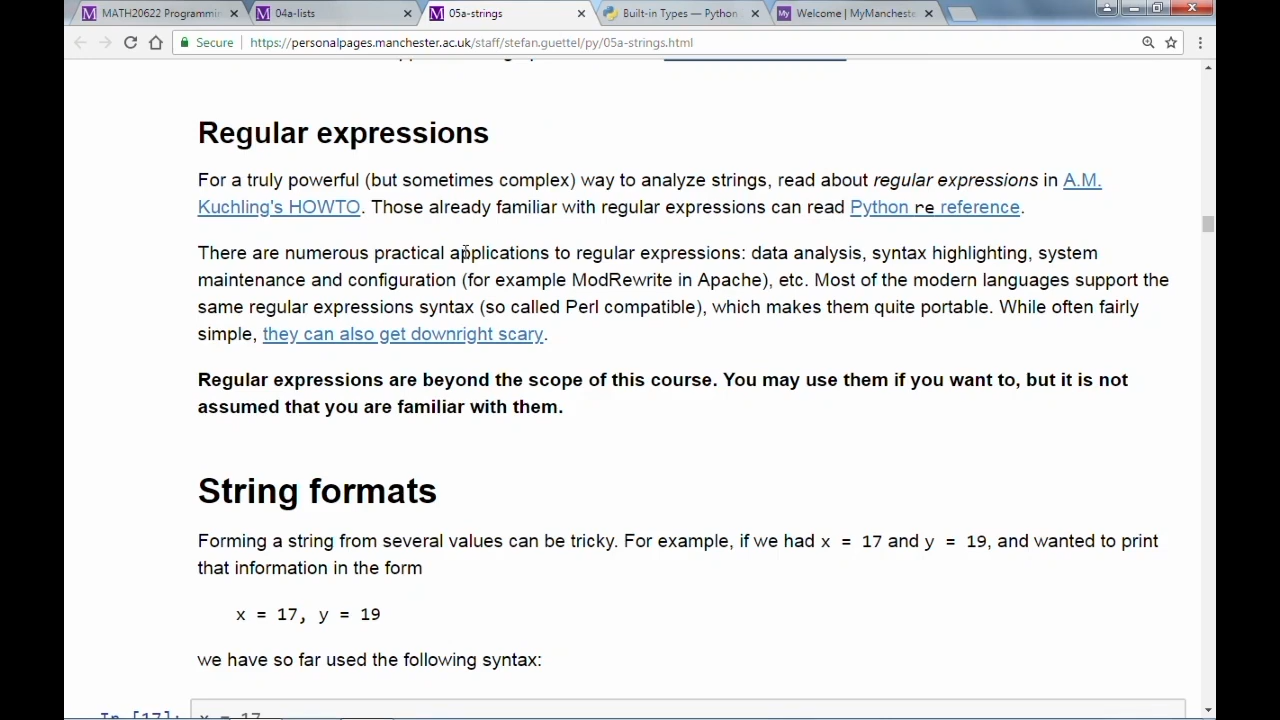 MATH20622 Programmin
04a-lists
05a-strings
Built-in Types — Python
Welcome | MyMancheste
Secure
https://personalpages.manchester.ac.uk/staff/stefan.guettel/py/05a-strings.html
Regular expressions
For a truly powerful (but sometimes complex) way to analyze strings, read about regular expressions in A.M.
Kuchling's HOWTO. Those already familiar with regular expressions can read Python re reference.
There are numerous practical applications to regular expressions: data analysis, syntax highlighting, system
maintenance and configuration (for example ModRewrite in Apache), etc. Most of the modern languages support the
same regular expressions syntax (so called Perl compatible), which makes them quite portable. While often fairly
simple, they can also get downright scary.
Regular expressions are beyond the scope of this course. You may use them if you want to, but it is not
assumed that you are familiar with them.
String formats
Forming a string from several values can be tricky. For example, if we had x = 17 and y = 19, and wanted to print
that information in the form
x = 17, y = 19
we have so far used the following syntax:
In [17]: x = 17